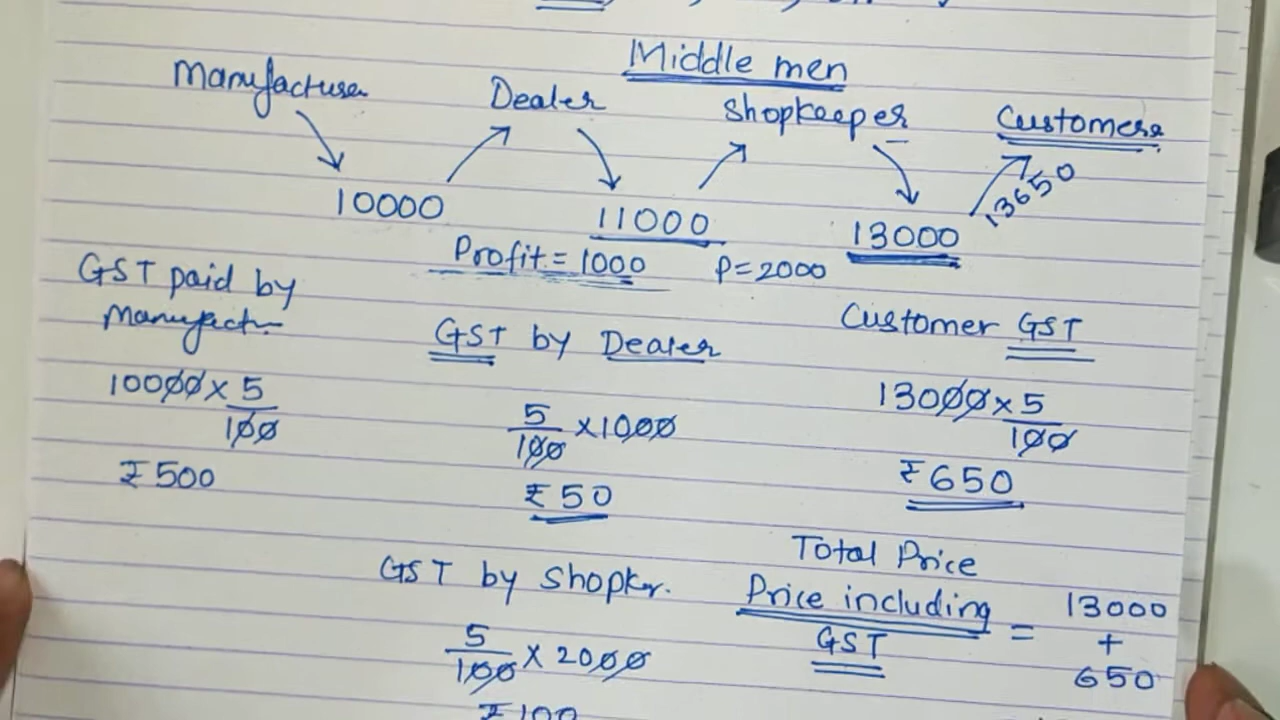 Middle men
Manufacturer Dealer Shopkeeper Customers
10000 11000 13000 13650
Profit = 1000 P = 2000
GST paid by
Manufact.
10000 × 5
100
₹500
GST by Dealer
5
100 × 1000
₹50
Customer GST
13000 × 5
100
₹650
GST by Shopkr.
5
100 × 2000
₹100
Total Price
Price including
GST
= 13000
+
650